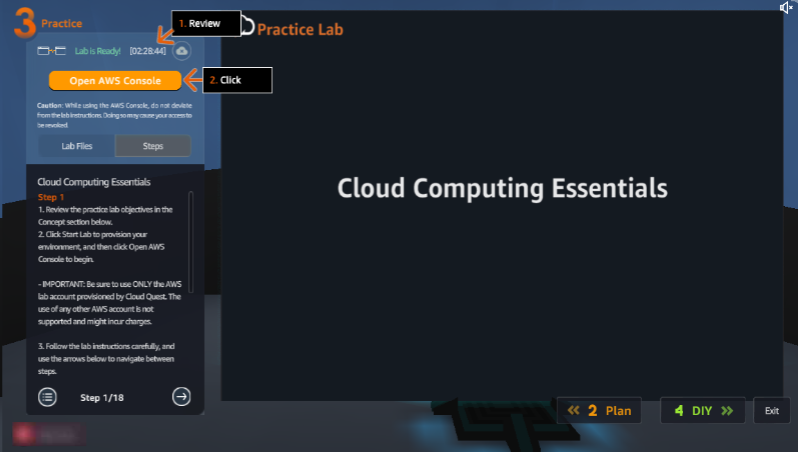 3 Practice
1. Review
Practice Lab
Lab is Ready! [02:28:44]
Open AWS Console
2. Click
Caution: While using the AWS Console, do not deviate
from the lab instructions. Doing so may cause your access to
be revoked.
Lab Files
Steps
Cloud Computing Essentials
Step 1
1. Review the practice lab objectives in the
Concept section below.
2. Click Start Lab to provision your
environment, and then click Open AWS
Console to begin.
- IMPORTANT: Be sure to use ONLY the AWS
lab account provisioned by Cloud Quest. The
use of any other AWS account is not
supported and might incur charges.
3. Follow the lab instructions carefully, and
use the arrows below to navigate between
steps.
Step 1/18
Cloud Computing Essentials
2 Plan
4 DIY
Exit